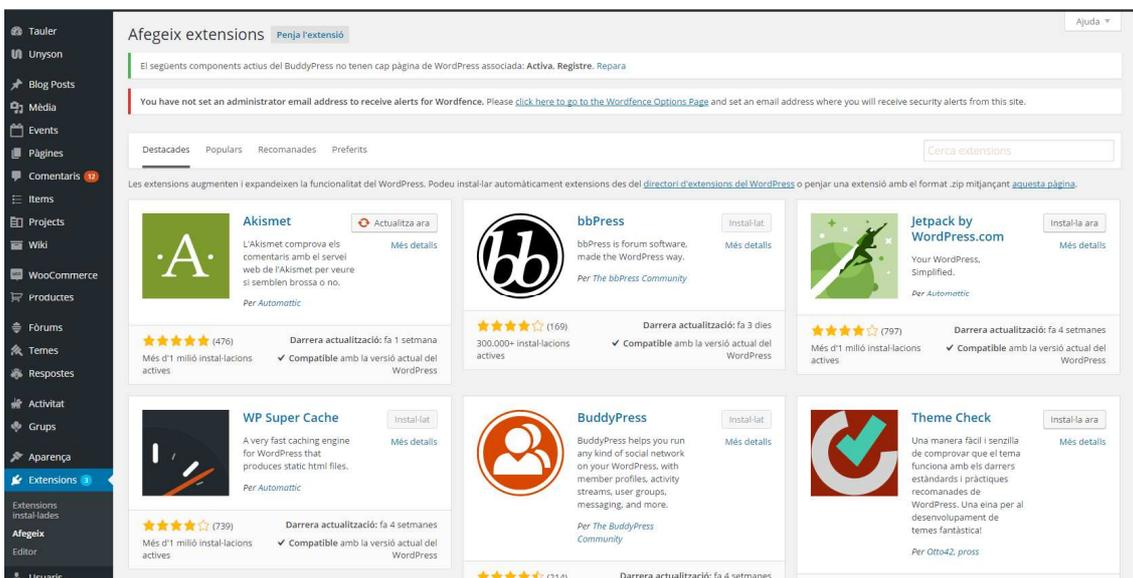 Ajuda
Tauler
Unyson
Blog Posts
Mèdia
Events
Pàgines
Comentaris 12
Items
Projects
Wiki
WooCommerce
Productes
Fòrums
Temes
Respostes
Activitat
Grups
Aparença
Extensions 3
Extensions
instal·lades
Afegeix
Editor
Usuaris
Afegeix extensions Penja l'extensió
El següents components actius del BuddyPress no tenen cap pàgina de WordPress associada: Activa, Registre. Repara
You have not set an administrator email address to receive alerts for Wordfence. Please click here to go to the Wordfence Options Page and set an email address where you will receive security alerts from this site.
Destacades Populars Recomanades Preferits
Cerca extensions
Les extensions augmenten i expandeixen la funcionalitat del WordPress. Podeu instal·lar automàticament extensions des del directori d'extensions del WordPress o penjar una extensió amb el format .zip mitjançant aquesta pàgina.
·A·
Akismet
Actualitza ara
Més detalls
L'Akismet comprova els
comentaris amb el servei
web de l'Akismet per veure
si semblen brossa o no.
Per Automattic
(476)
Més d'1 milió instal·lacions
actives
Darrera actualització: fa 1 setmana
Compatible amb la versió actual del
WordPress
bb
bbPress
Instal·lat
Més detalls
bbPress is forum software,
made the WordPress way.
Per The bbPress Community
(169)
300.000+ instal·lacions
actives
Darrera actualització: fa 3 dies
Compatible amb la versió actual del
WordPress
Jetpack by
WordPress.com
Instal·la ara
Més detalls
Your WordPress,
Simplified.
Per Automattic
(797)
Més d'1 milió instal·lacions
actives
Darrera actualització: fa 4 setmanes
Compatible amb la versió actual del
WordPress
WP Super Cache
Instal·lat
Més detalls
A very fast caching engine
for WordPress that
produces static html files.
Per Automattic
(739)
Més d'1 milió instal·lacions
actives
Darrera actualització: fa 4 setmanes
Compatible amb la versió actual del
WordPress
BuddyPress
Instal·lat
Més detalls
BuddyPress helps you run
any kind of social network
on your WordPress, with
member profiles, activity
streams, user groups,
messaging, and more.
Per The BuddyPress
Community
(214)
Darrera actualització: fa 4 setmanes
Theme Check
Instal·la ara
Més detalls
Una manera fàcil i senzilla
de comprovar que el tema
funciona amb els darrers
estàndards i pràctiques
recomanades de
WordPress. Una eina per al
desenvolupament de
temes fantàstica!
Per Otto42, pross